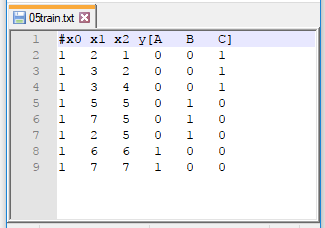 05train.txt
1 #x0 x1 x2 y[A B C]
2 1 2 1 0 0 1
3 1 3 2 0 0 1
4 1 3 4 0 0 1
5 1 5 5 0 1 0
6 1 7 5 0 1 0
7 1 2 5 0 1 0
8 1 6 6 1 0 0
9 1 7 7 1 0 0